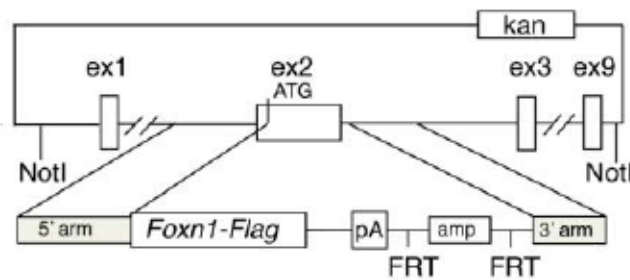 kan
ex1 ex2 ex3 ex9
ATG
NotI NotI
5' arm Foxn1-Flag pA amp 3' arm
FRT FRT